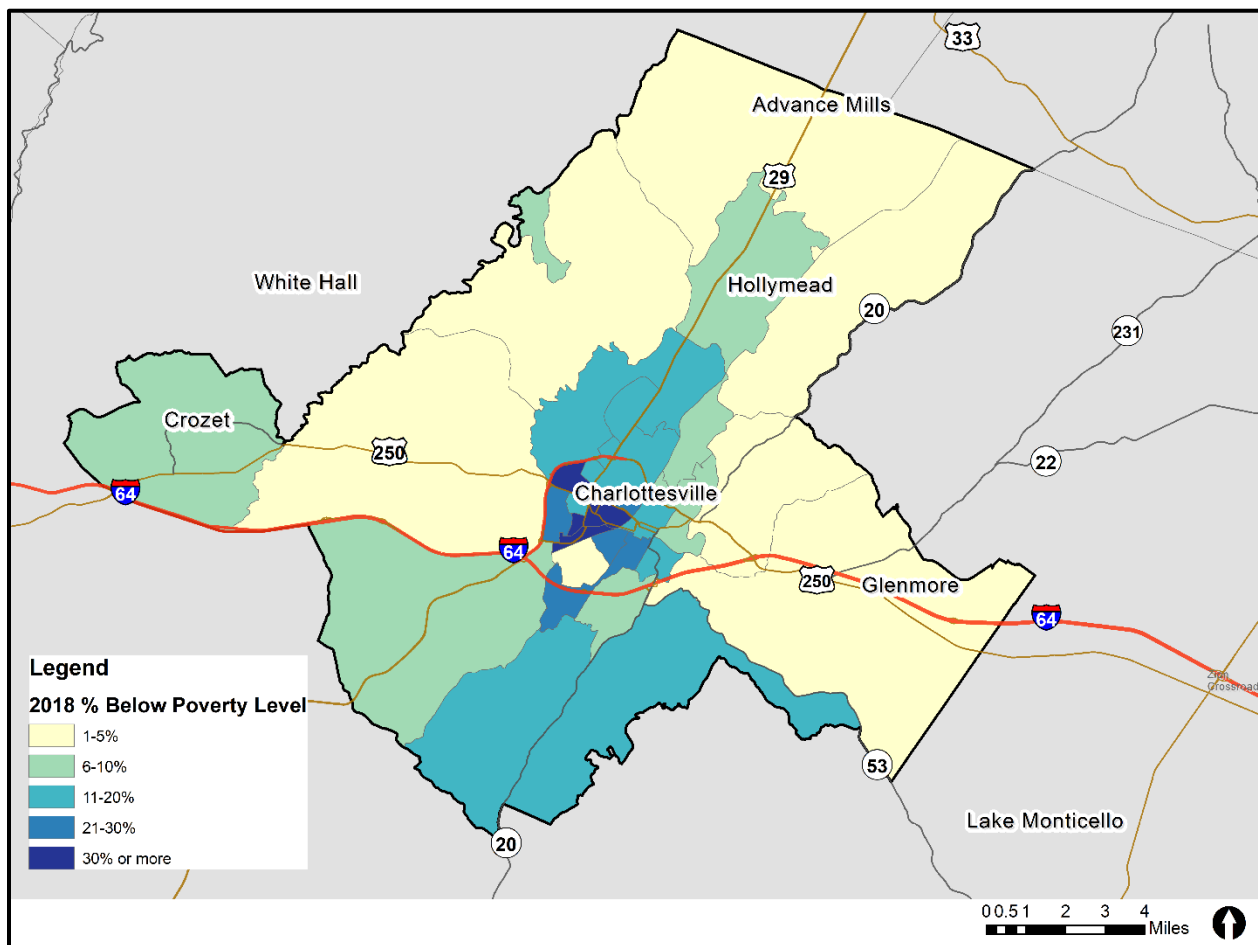 33
Advance Mills
29
White Hall
Hollymead
20
231
Crozet
250
22
64
Charlottesville
64
250
Glenmore
64
Zion
Crossroad
Legend
2018 % Below Poverty Level
1-5%
6-10%
11-20%
21-30%
30% or more
53
Lake Monticello
20
0 0.5 1 2 3 4
Miles